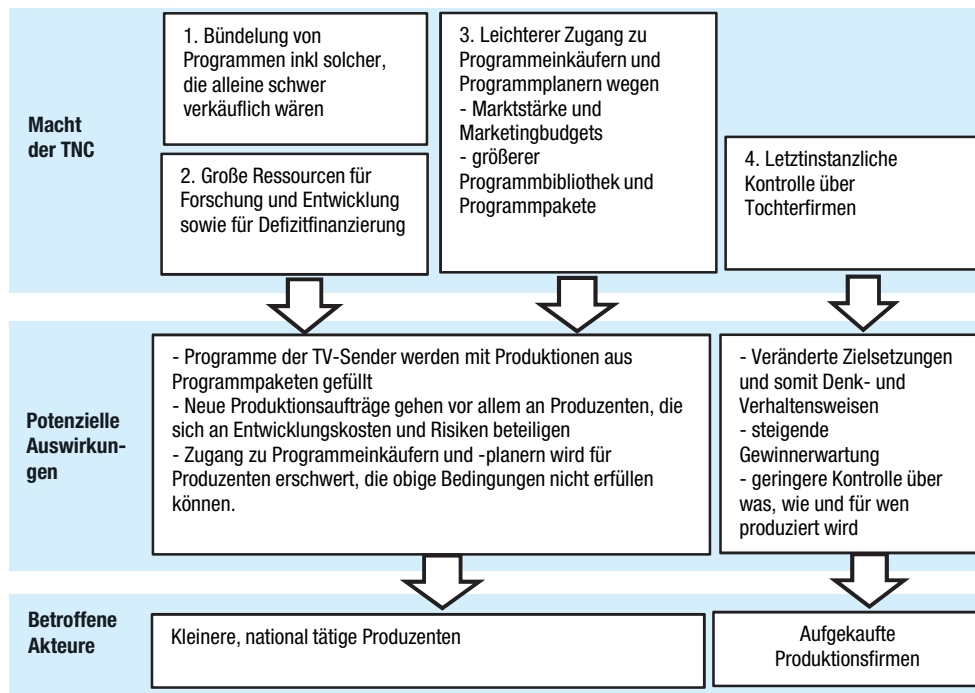 Macht
der TNC
1. Bündelung von
Programmen inkl solcher,
die alleine schwer
verkäuflich wären
2. Große Ressourcen für
Forschung und Entwicklung
sowie für Defizitfinanzierung
3. Leichterer Zugang zu
Programmeinkäufern und
Programmplanern wegen
- Marktstärke und
Marketingbudgets
- größerer
Programmbibliothek und
Programmpakete
4. Letztinstanzliche
Kontrolle über
Tochterfirmen
Potenzielle
Auswirkun-
gen
- Programme der TV-Sender werden mit Produktionen aus
Programmpaketen gefüllt
- Neue Produktionsaufträge gehen vor allem an Produzenten, die
sich an Entwicklungskosten und Risiken beteiligen
- Zugang zu Programmeinkäufern und -planern wird für
Produzenten erschwert, die obige Bedingungen nicht erfüllen
können.
- Veränderte Zielsetzungen
und somit Denk- und
Verhaltensweisen
- steigende
Gewinnerwartung
- geringere Kontrolle über
was, wie und für wen
produziert wird
Betroffene
Akteure
Kleinere, national tätige Produzenten
Aufgekaufte
Produktionsfirmen